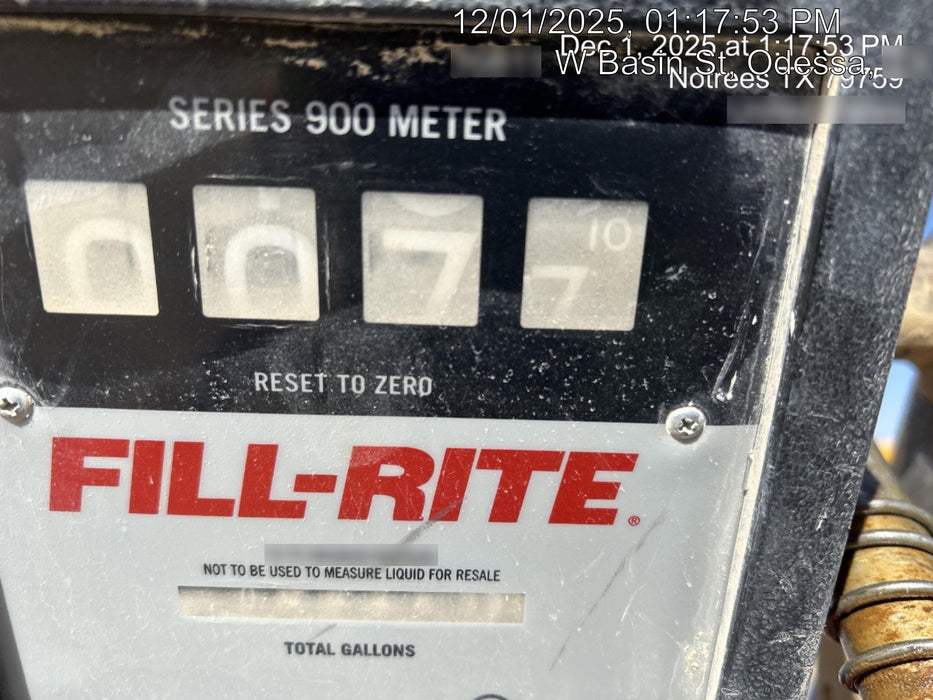 12/01/2025, 01:17:53 PM
Dec 1, 2025 at 1:17:53 PM
W Basin St, Odessa,
Notrees TX 79759
SERIES 900 METER
0 0 7 7 10
RESET TO ZERO
FILL-RITE®
NOT TO BE USED TO MEASURE LIQUID FOR RESALE
TOTAL GALLONS